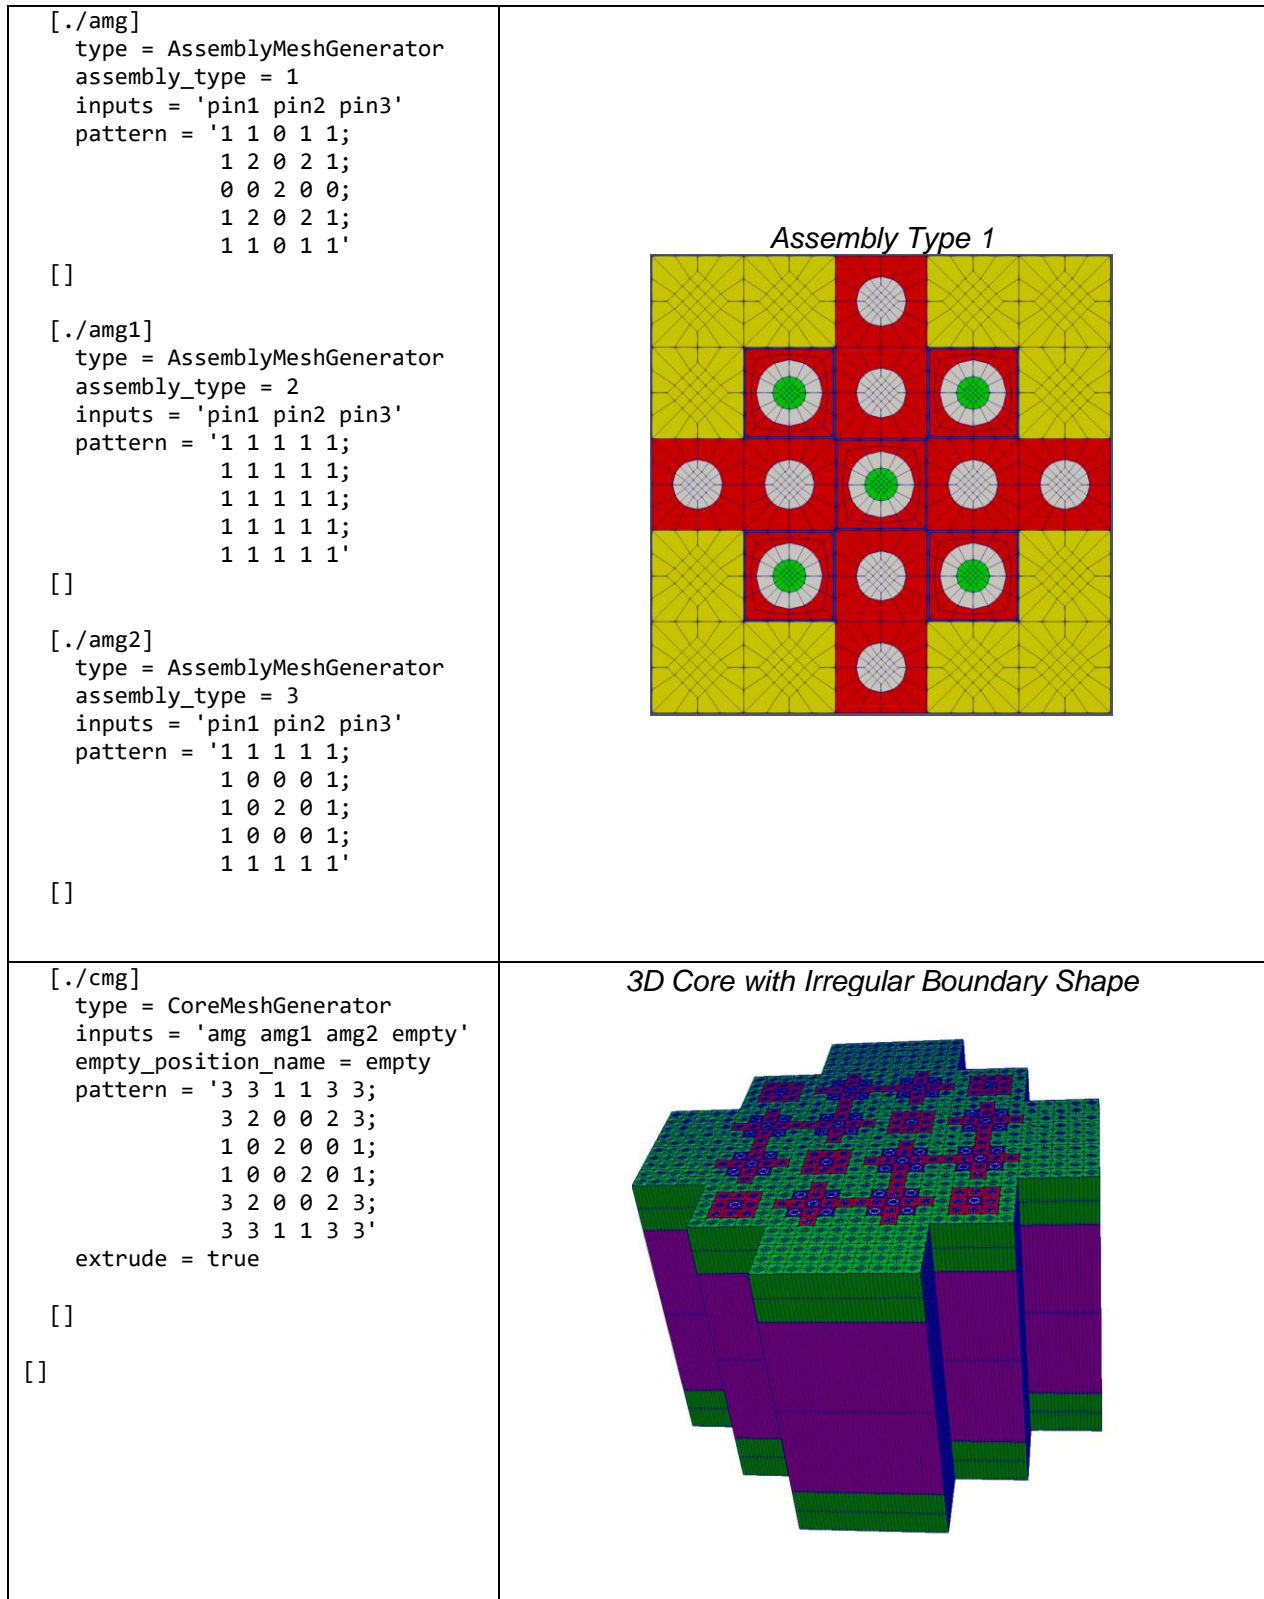 [./amg]
type = AssemblyMeshGenerator
assembly_type = 1
inputs = 'pin1 pin2 pin3'
pattern = '1 1 0 1 1;
1 2 0 2 1;
0 0 2 0 0;
1 2 0 2 1;
1 1 0 1 1'
[]
[./amg1]
type = AssemblyMeshGenerator
assembly_type = 2
inputs = 'pin1 pin2 pin3'
pattern = '1 1 1 1 1;
1 1 1 1 1;
1 1 1 1 1;
1 1 1 1 1;
1 1 1 1 1'
[]
[./amg2]
type = AssemblyMeshGenerator
assembly_type = 3
inputs = 'pin1 pin2 pin3'
pattern = '1 1 1 1 1;
1 0 0 0 1;
1 0 2 0 1;
1 0 0 0 1;
1 1 1 1 1'
[]
Assembly Type 1
[./cmg]
type = CoreMeshGenerator
inputs = 'amg amg1 amg2 empty'
empty_position_name = empty
pattern = '3 3 1 1 3 3;
3 2 0 0 2 3;
1 0 2 0 0 1;
1 0 0 2 0 1;
3 2 0 0 2 3;
3 3 1 1 3 3'
extrude = true
[]
[]
3D Core with Irregular Boundary Shape